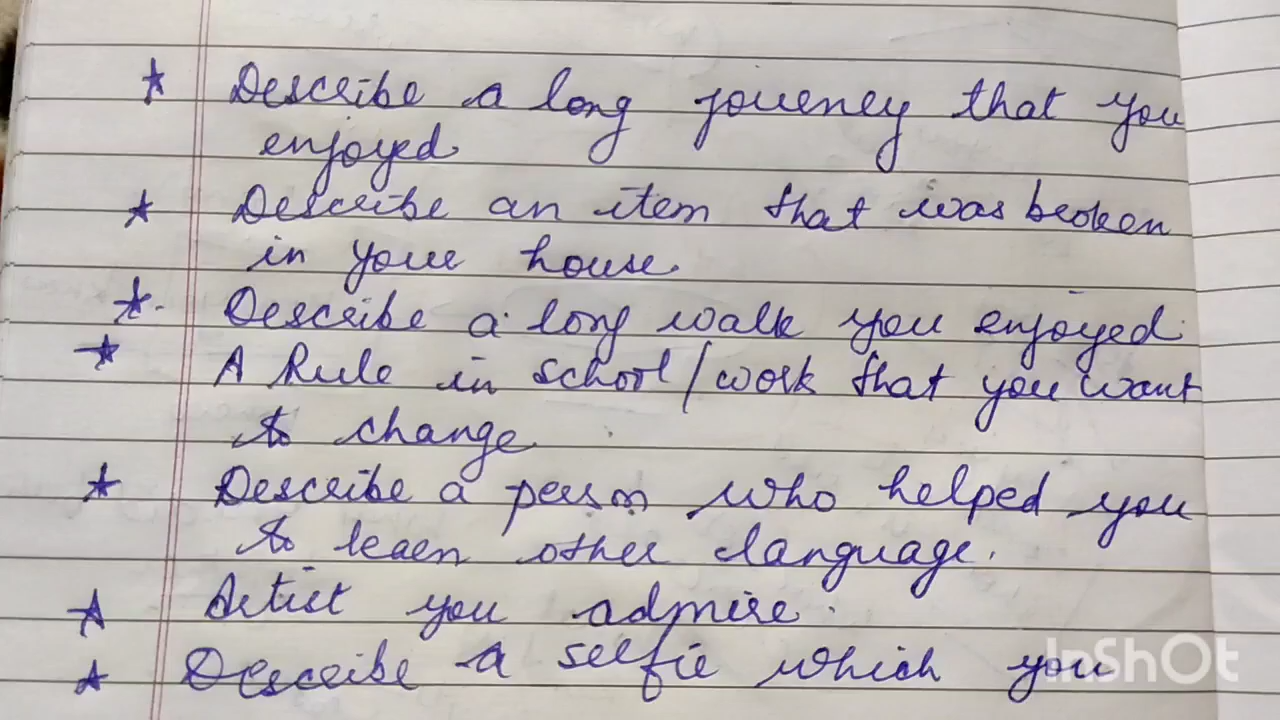 ★ Describe a long journey that you
enjoyed
★ Describe an item that was broken
in your house
★. Describe a long walk you enjoyed.
★ A Rule in school/work that you want
to change
★ Describe a person who helped you
to learn other language.
★ Artist you admire.
★ Describe a selfie which you
InShOt